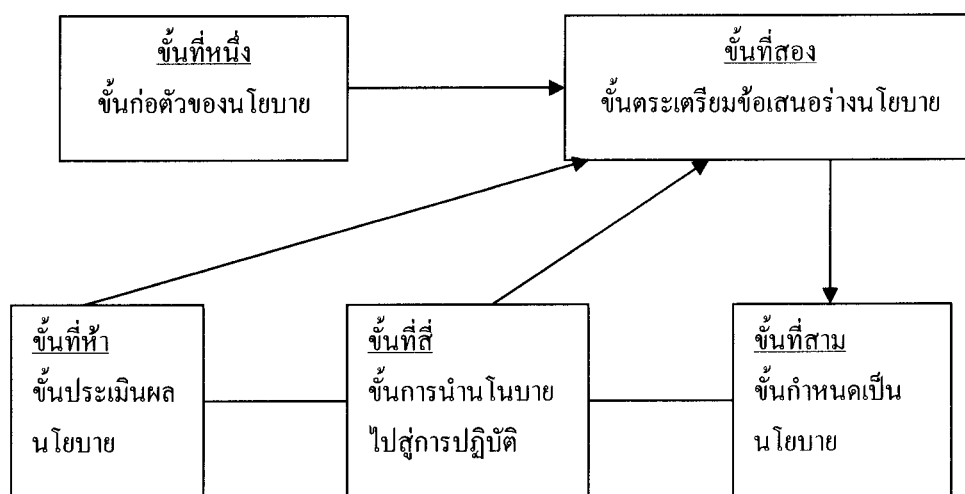 ขั้นที่หนึ่ง
ขั้นก่อตัวของนโยบาย
ขั้นที่สอง
ขั้นตระเตรียมข้อเสนอร่างนโยบาย
ขั้นที่ห้า
ขั้นประเมินผล
นโยบาย
ขั้นที่สี่
ขั้นการนำนโนบาย
ไปสู่การปฏิบัติ
ขั้นที่สาม
ขั้นกำหนดเป็น
นโยบาย